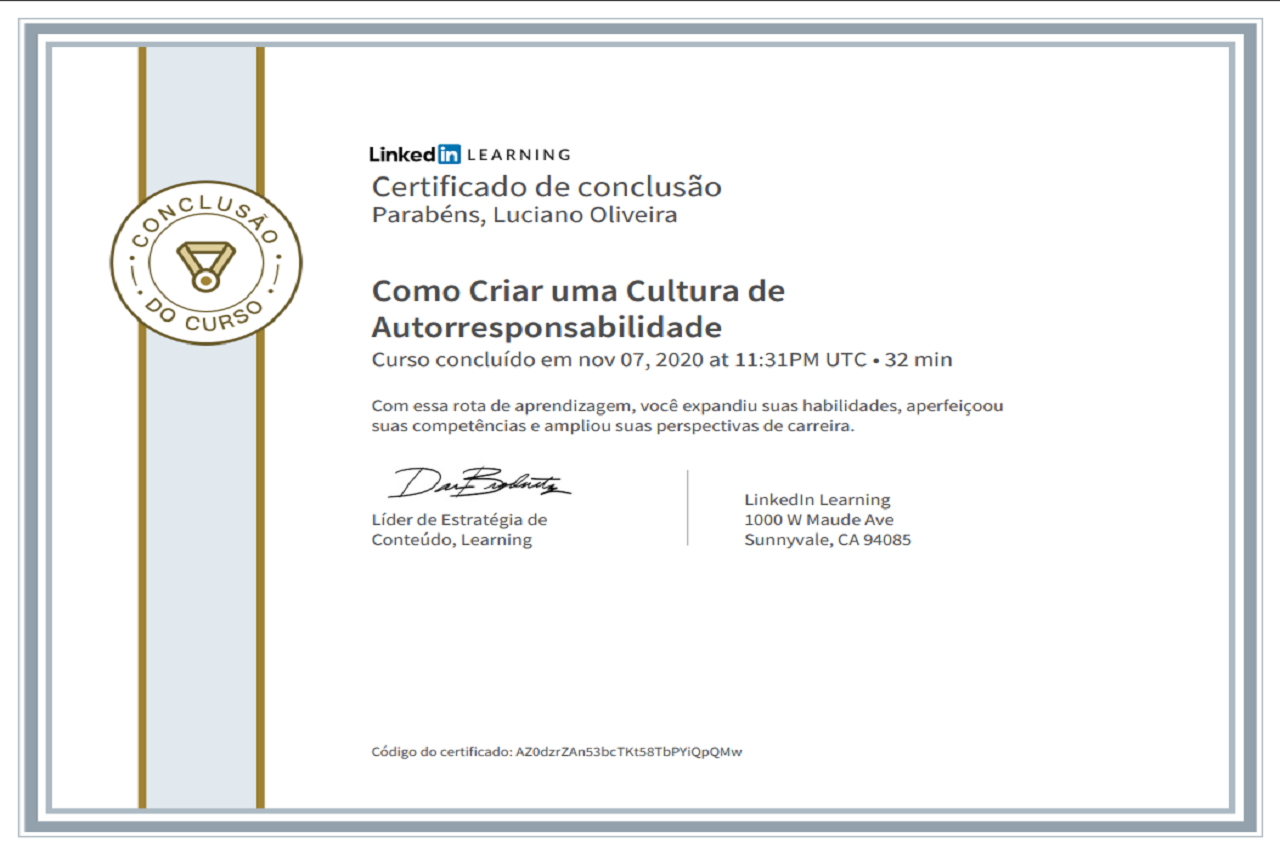 LinkedIn LEARNING
Certificado de conclusão
Parabéns, Luciano Oliveira
CONCLUSÃO
DO CURSO
Como Criar uma Cultura de
Autorresponsabilidade
Curso concluído em nov 07, 2020 at 11:31PM UTC • 32 min
Com essa rota de aprendizagem, você expandiu suas habilidades, aperfeiçoou
suas competências e ampliou suas perspectivas de carreira.
Líder de Estratégia de
Conteúdo, Learning
LinkedIn Learning
1000 W Maude Ave
Sunnyvale, CA 94085
Código do certificado: AZ0dzrZAn53bcTKt58TbPYiQpQMw